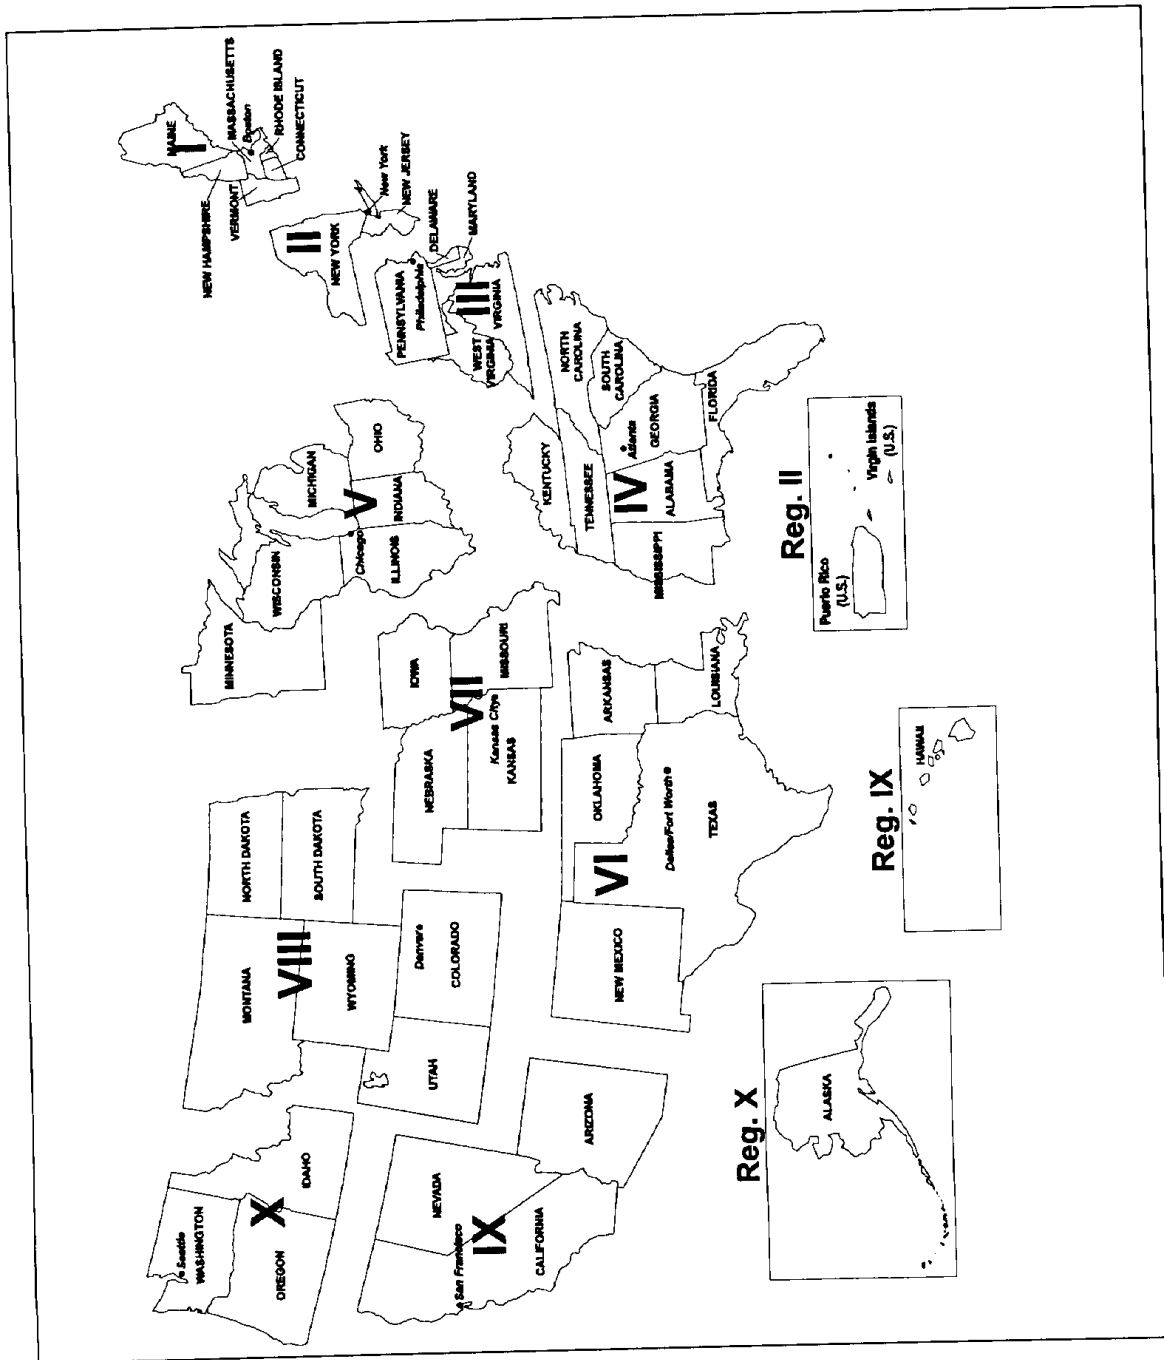 MAINE
I
MASSACHUSETTS
Boston
RHODE ISLAND
CONNECTICUT
NEW HAMPSHIRE
VERMONT
II
NEW YORK
New York
NEW JERSEY
PENNSYLVANIA
Philadelphia
DELAWARE
MARYLAND
III
WEST
VIRGINIA
VIRGINIA
MINNESOTA
WISCONSIN
MICHIGAN
V
Chicago
ILLINOIS
INDIANA
OHIO
KENTUCKY
TENNESSEE
NORTH
CAROLINA
SOUTH
CAROLINA
IV
Atlanta
MISSISSIPPI
ALABAMA
GEORGIA
FLORIDA
IOWA
NEBRASKA
VII
MISSOURI
Kansas City
KANSAS
ARKANSAS
LOUISIANA
OKLAHOMA
VI
Dallas/Fort Worth
TEXAS
NEW MEXICO
NORTH DAKOTA
SOUTH DAKOTA
MONTANA
VIII
WYOMING
Denver
COLORADO
UTAH
Seattle
WASHINGTON
X
OREGON
IDAHO
NEVADA
San Francisco
IX
CALIFORNIA
ARIZONA
Reg. X
ALASKA
Reg. IX
HAWAII
Reg. II
Puerto Rico
(U.S.)
Virgin Islands
(U.S.)